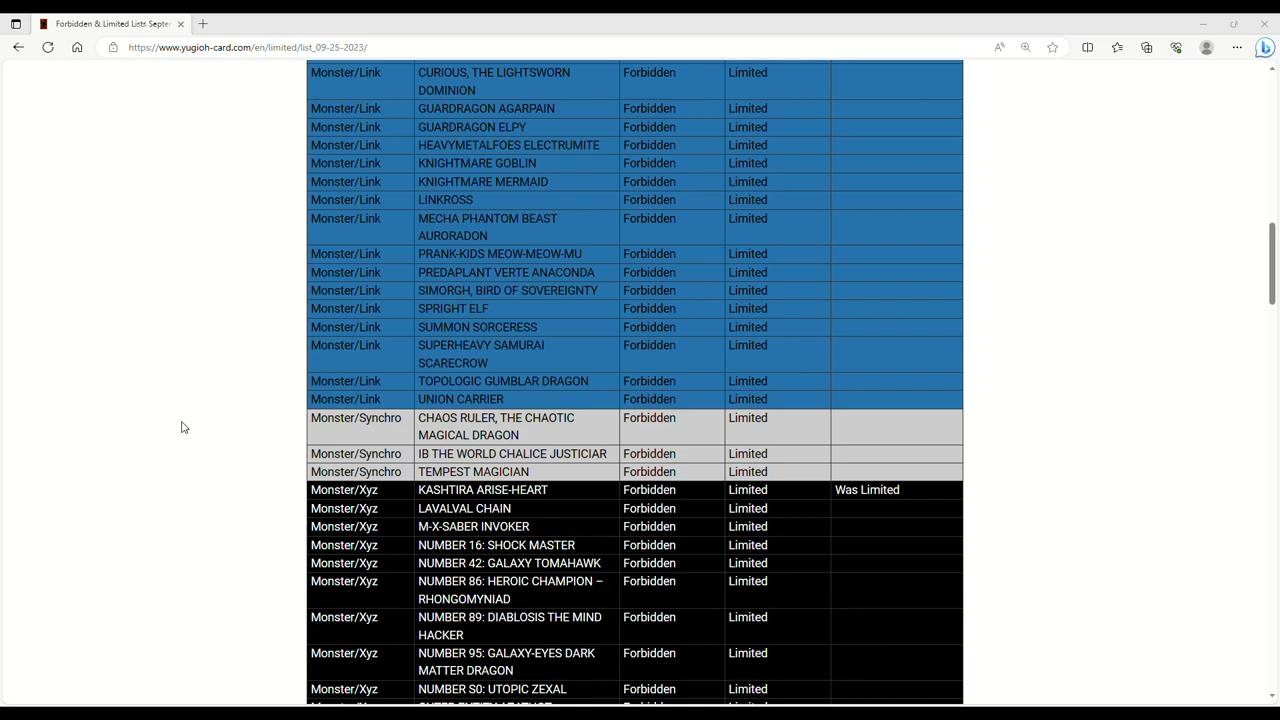 Forbidden & Limited Lists Septe
https://www.yugioh-card.com/en/limited/list_09-25-2023/
Monster/Link CURIOUS, THE LIGHTSWORN Forbidden Limited
DOMINION
Monster/Link GUARDRAGON AGARPAIN Forbidden Limited
Monster/Link GUARDRAGON ELPY Forbidden Limited
Monster/Link HEAVYMETALFOES ELECTRUMITE Forbidden Limited
Monster/Link KNIGHTMARE GOBLIN Forbidden Limited
Monster/Link KNIGHTMARE MERMAID Forbidden Limited
Monster/Link LINKROSS Forbidden Limited
Monster/Link MECHA PHANTOM BEAST Forbidden Limited
AURORADON
Monster/Link PRANK-KIDS MEOW-MEOW-MU Forbidden Limited
Monster/Link PREDAPLANT VERTE ANACONDA Forbidden Limited
Monster/Link SIMORGH, BIRD OF SOVEREIGNTY Forbidden Limited
Monster/Link SPRIGHT ELF Forbidden Limited
Monster/Link SUMMON SORCERESS Forbidden Limited
Monster/Link SUPERHEAVY SAMURAI Forbidden Limited
SCARECROW
Monster/Link TOPOLOGIC GUMBLAR DRAGON Forbidden Limited
Monster/Link UNION CARRIER Forbidden Limited
Monster/Synchro CHAOS RULER, THE CHAOTIC Forbidden Limited
MAGICAL DRAGON
Monster/Synchro IB THE WORLD CHALICE JUSTICIAR Forbidden Limited
Monster/Synchro TEMPEST MAGICIAN Forbidden Limited
Monster/Xyz KASHTIRA ARISE-HEART Forbidden Limited Was Limited
Monster/Xyz LAVALVAL CHAIN Forbidden Limited
Monster/Xyz M-X-SABER INVOKER Forbidden Limited
Monster/Xyz NUMBER 16: SHOCK MASTER Forbidden Limited
Monster/Xyz NUMBER 42: GALAXY TOMAHAWK Forbidden Limited
Monster/Xyz NUMBER 86: HEROIC CHAMPION – Forbidden Limited
RHONGOMYNIAD
Monster/Xyz NUMBER 89: DIABLOSIS THE MIND Forbidden Limited
HACKER
Monster/Xyz NUMBER 95: GALAXY-EYES DARK Forbidden Limited
MATTER DRAGON
Monster/Xyz NUMBER S0: UTOPIC ZEXAL Forbidden Limited